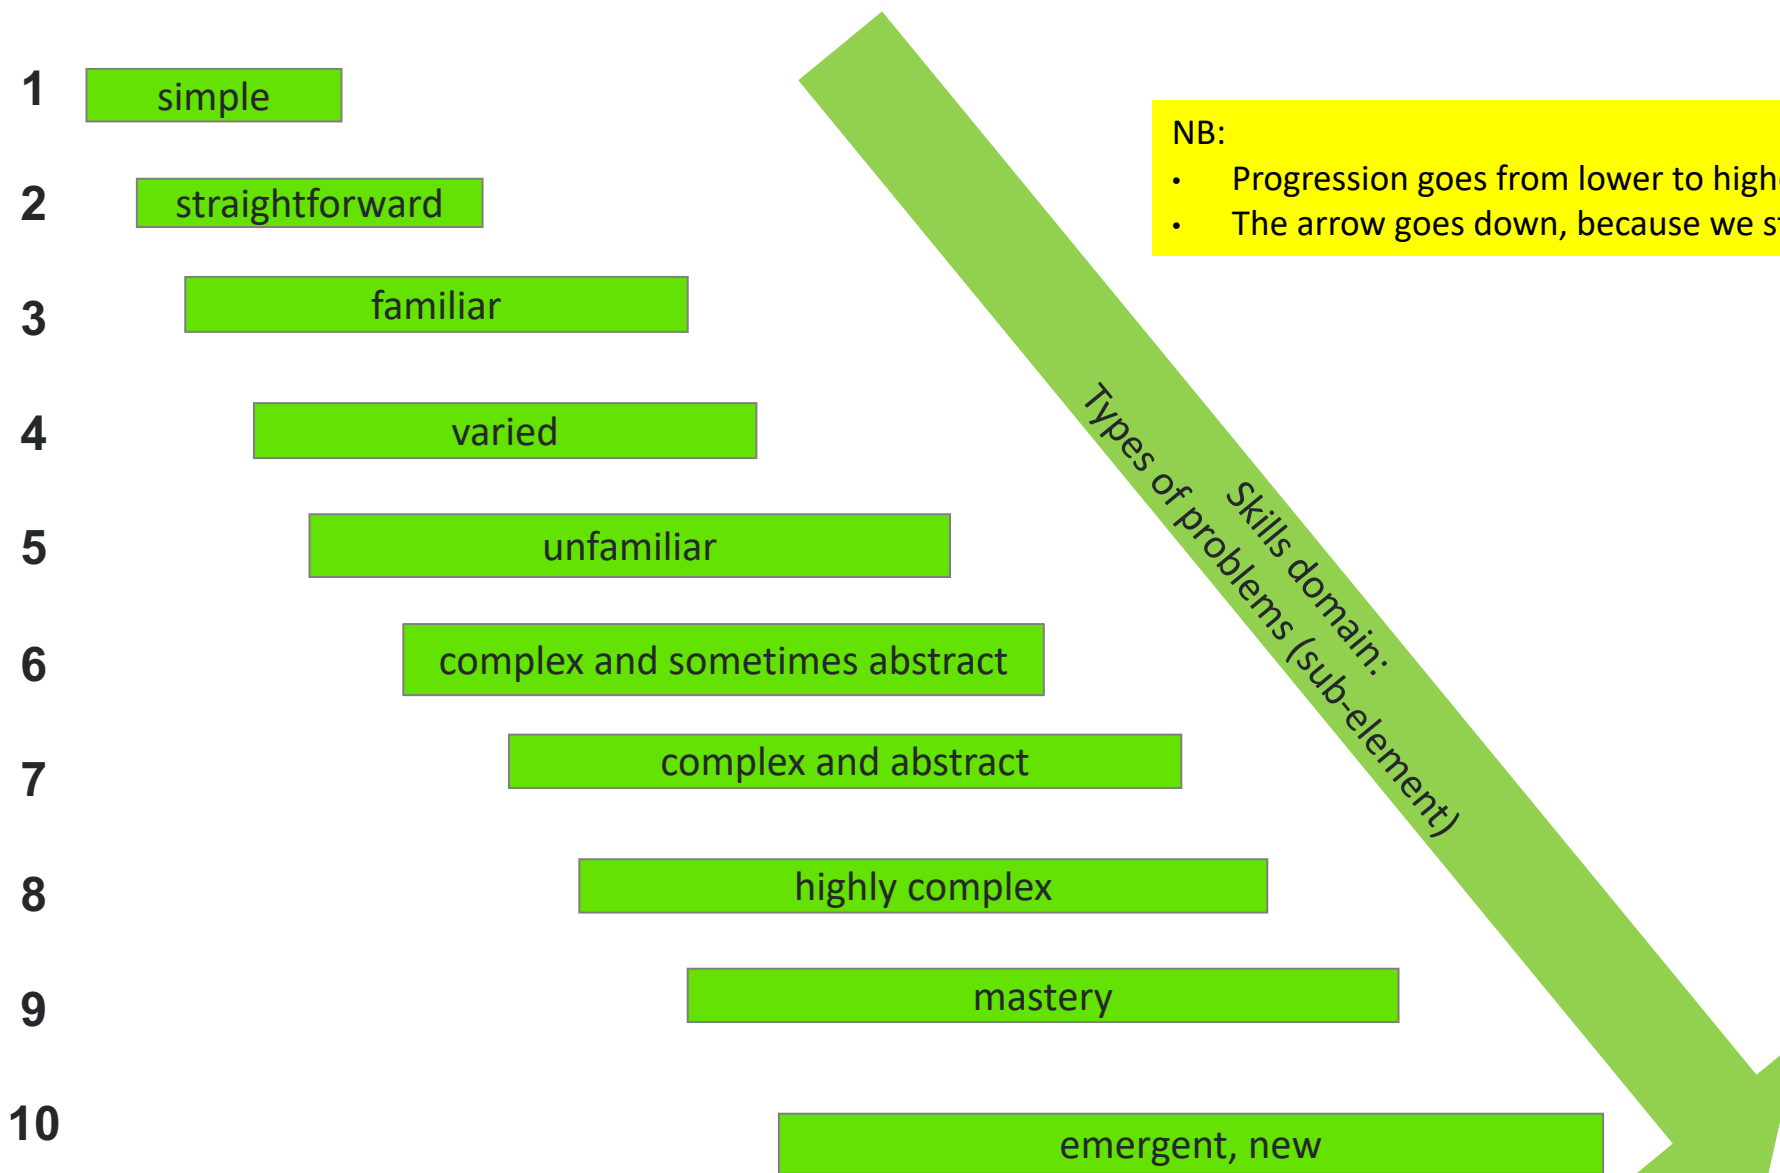 1
simple
2
straightforward
3
familiar
4
varied
5
unfamiliar
6
complex and sometimes abstract
7
complex and abstract
8
highly complex
9
mastery
10
emergent, new
Skills domain:
Types of problems (sub-element)
NB:
• Progression goes from lower to high
• The arrow goes down, because we